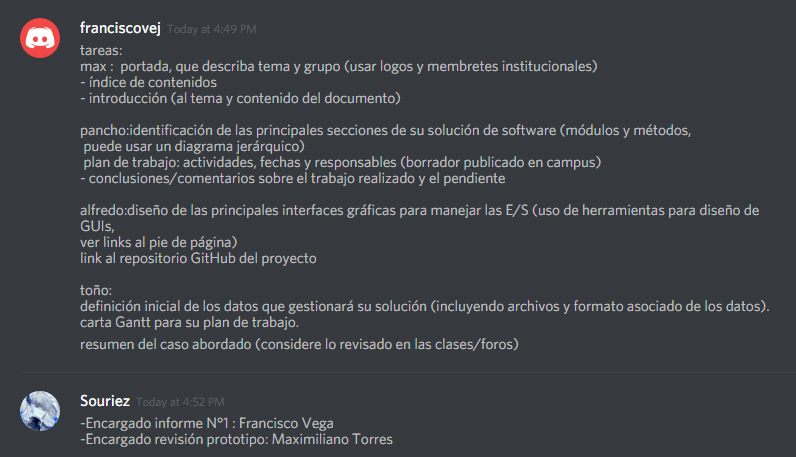 franciscovej Today at 4:49 PM
tareas:
max :  portada, que describa tema y grupo (usar logos y membretes institucionales)
- índice de contenidos
- introducción (al tema y contenido del documento)
pancho:identificación de las principales secciones de su solución de software (módulos y métodos,
puede usar un diagrama jerárquico)
plan de trabajo: actividades, fechas y responsables (borrador publicado en campus)
- conclusiones/comentarios sobre el trabajo realizado y el pendiente
alfredo:diseño de las principales interfaces gráficas para manejar las E/S (uso de herramientas para diseño de
GUIs,
ver links al pie de página)
link al repositorio GitHub del proyecto
toño:
definición inicial de los datos que gestionará su solución (incluyendo archivos y formato asociado de los datos).
carta Gantt para su plan de trabajo.
resumen del caso abordado (considere lo revisado en las clases/foros)
Souriez Today at 4:52 PM
-Encargado informe N°1 : Francisco Vega
-Encargado revisión prototipo: Maximiliano Torres